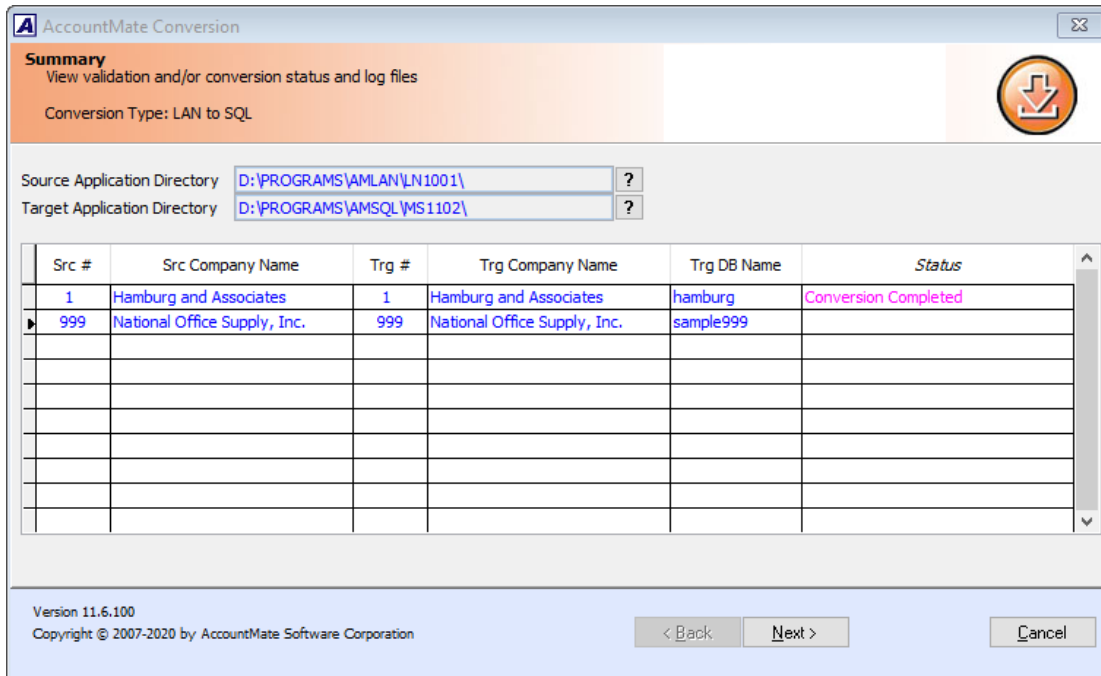 A AccountMate Conversion
Summary
View validation and/or conversion status and log files
Conversion Type: LAN to SQL
Source Application Directory D:\PROGRAMS\AMLAN\LN1001\ ?
Target Application Directory D:\PROGRAMS\AMSQL\MS1102\ ?
Src # Src Company Name Trg # Trg Company Name Trg DB Name Status
1 Hamburg and Associates 1 Hamburg and Associates hamburg Conversion Completed
999 National Office Supply, Inc. 999 National Office Supply, Inc. sample999
Version 11.6.100
Copyright © 2007-2020 by AccountMate Software Corporation
< Back Next > Cancel